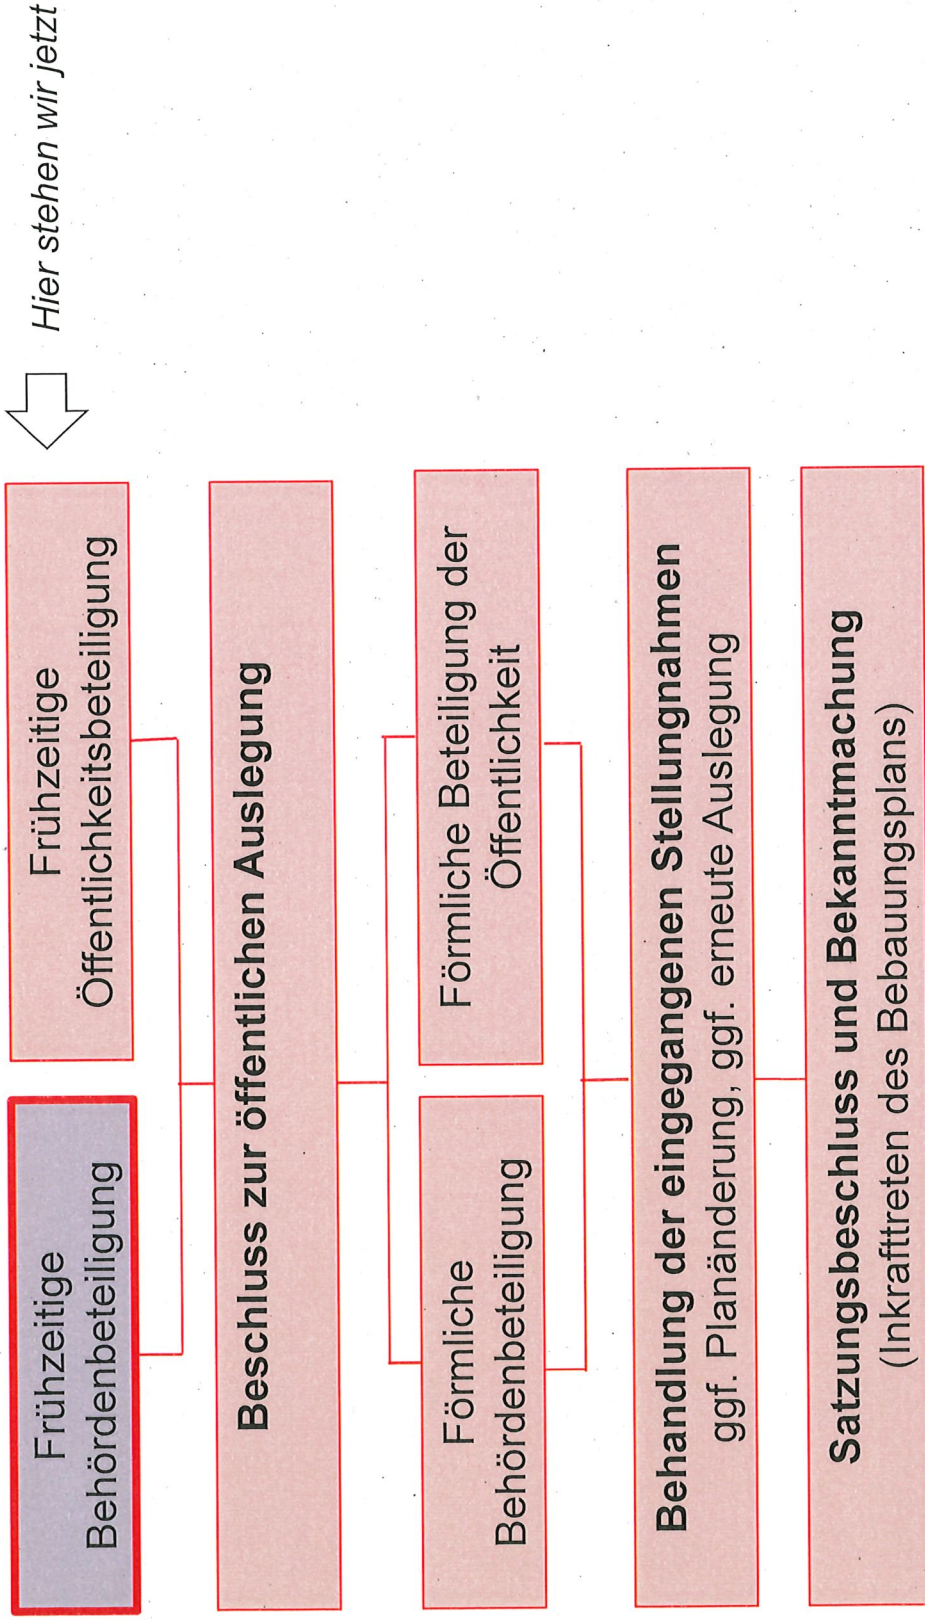 Frühzeitige
Behördenbeteiligung
Frühzeitige
Öffentlichkeitsbeteiligung
Hier stehen wir jetzt
Beschluss zur öffentlichen Auslegung
Förmliche
Behördenbeteiligung
Förmliche Beteiligung der
Öffentlichkeit
Behandlung der eingegangenen Stellungnahmen
ggf. Planänderung, ggf. erneute Auslegung
Satzungsbeschluss und Bekanntmachung
(Inkrafttreten des Bebauungsplans)